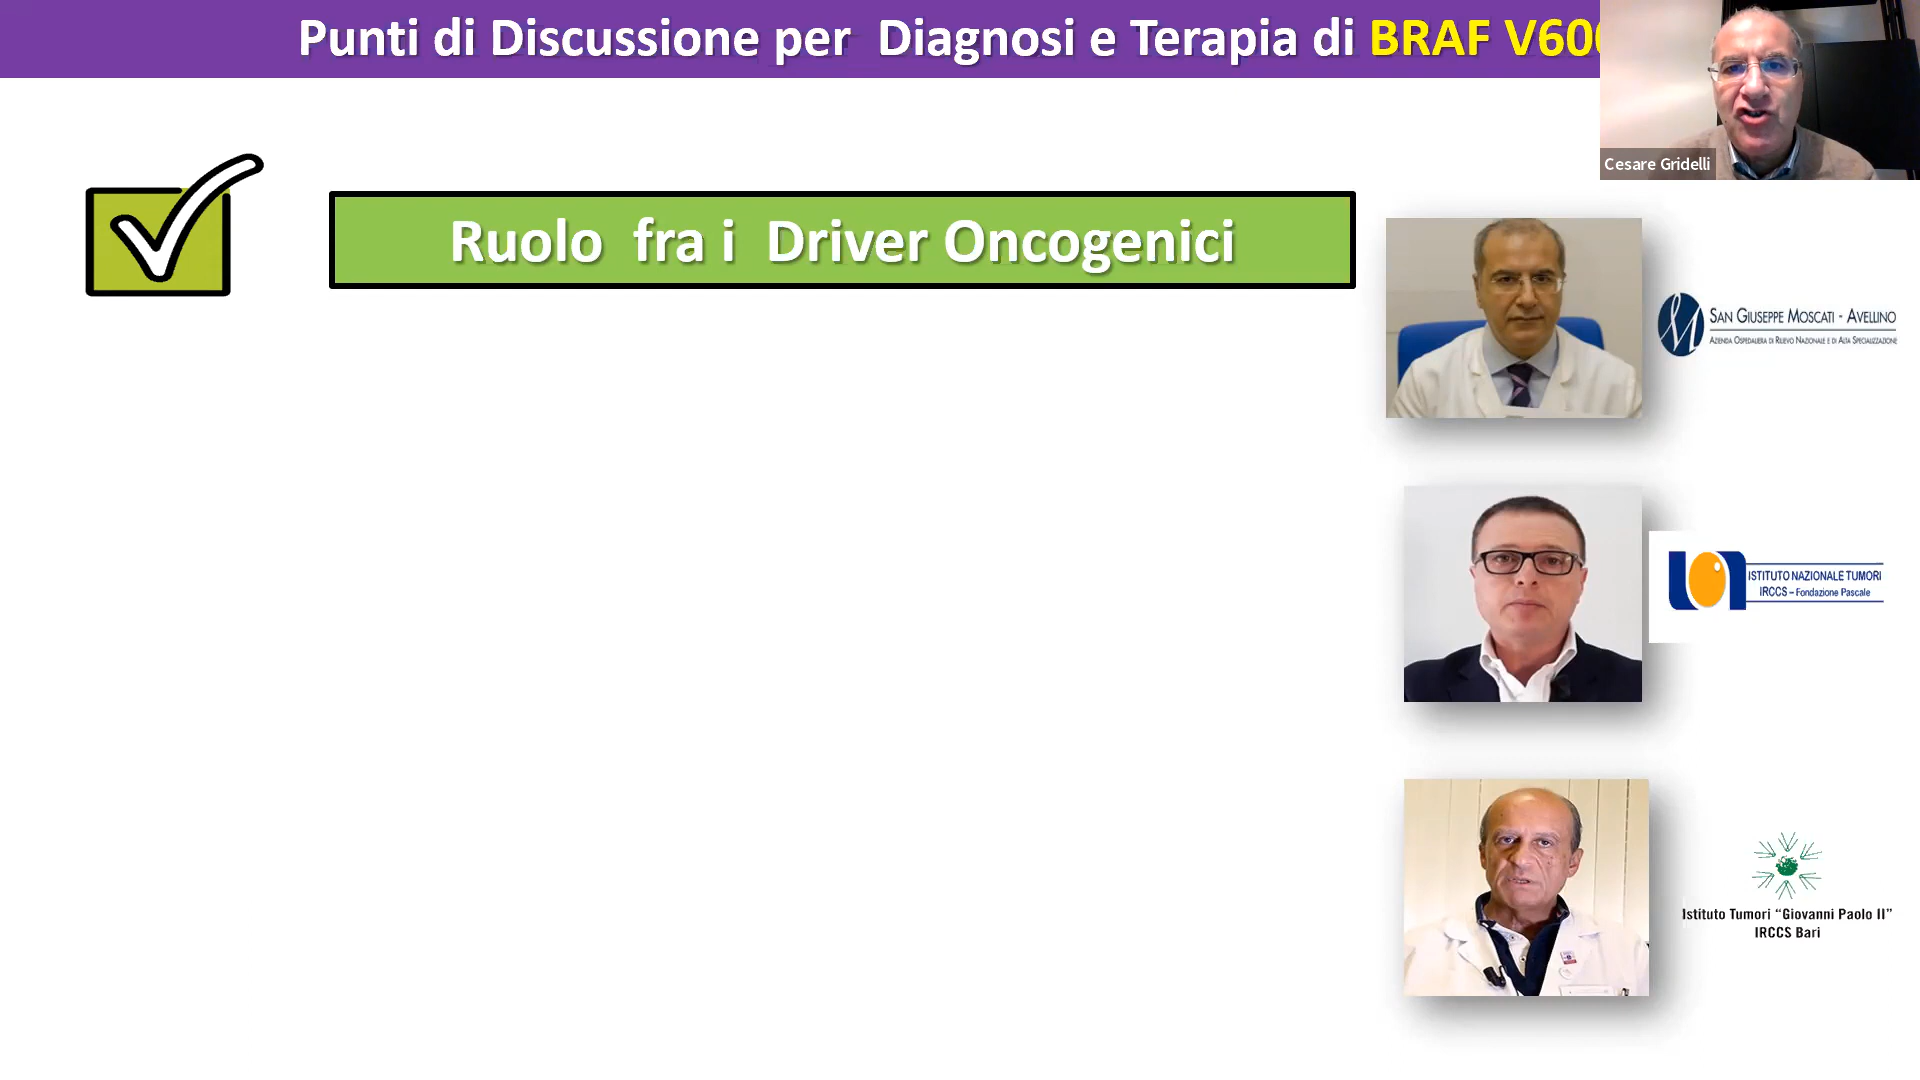 Punti di Discussione per Diagnosi e Terapia di BRAF
Cesare Gridelli
Ruolo fra i Driver Oncogenici
SAN GIUSEPPE MOSCATI - AVELLINO
AZIENDA OSPEDALIERA DI RILIEVO NAZIONALE E DI ALTA SPECIALIZZAZIONE
ISTITUTO NAZIONALE TUMORI
IRCCS – Fondazione Pascale
Istituto Tumori “Giovanni Paolo II”
IRCCS Bari